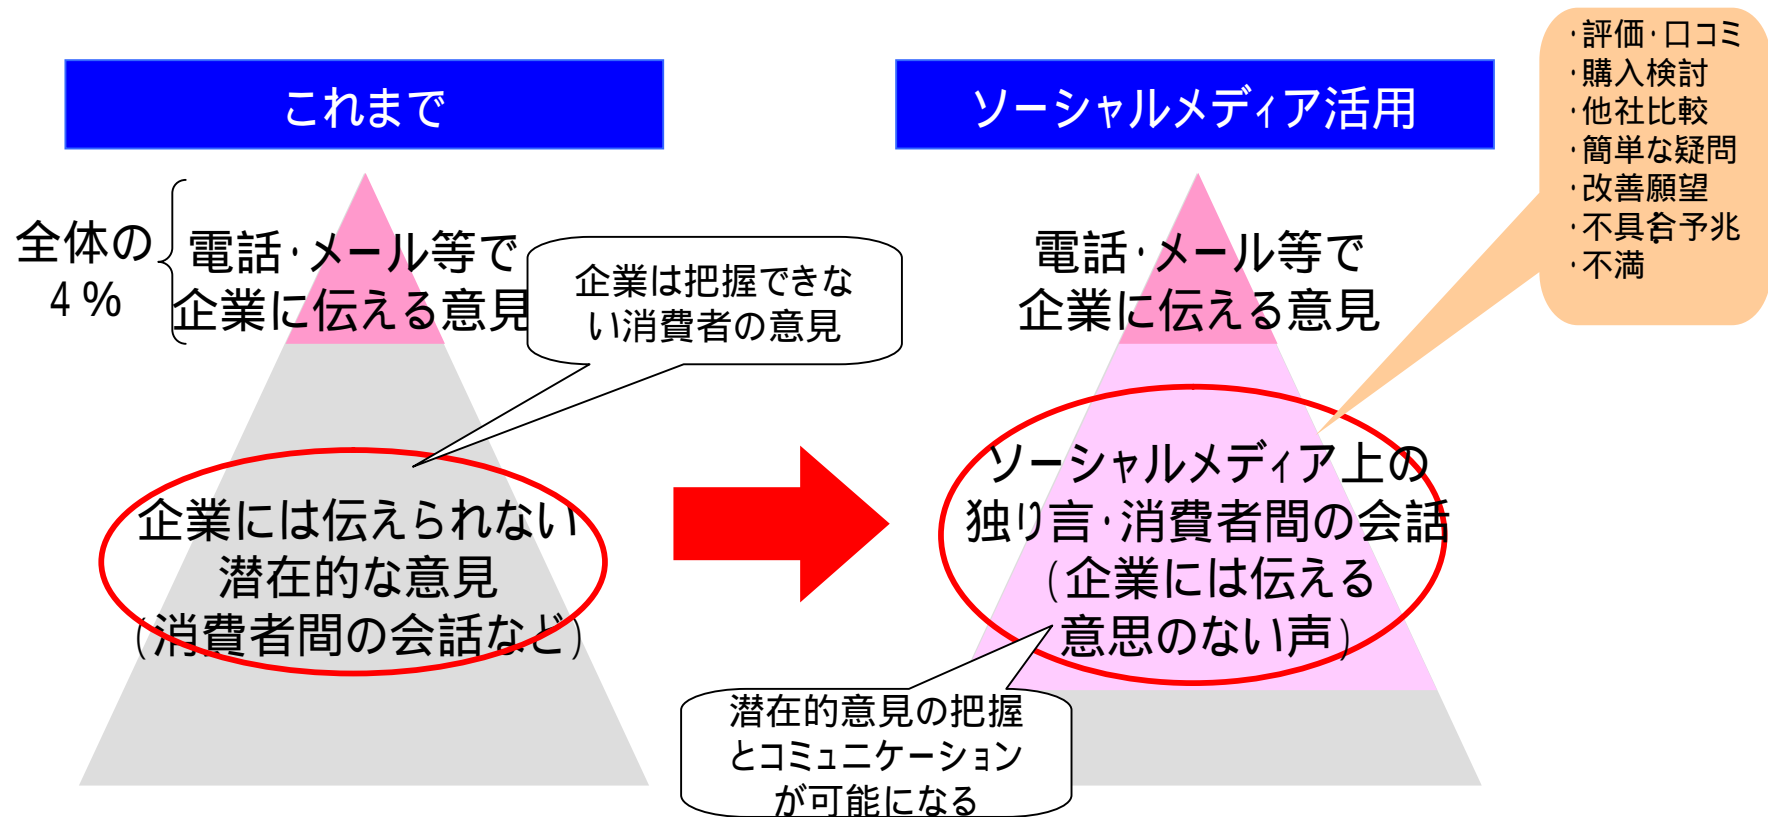 これまで
全体の
4%
電話・メール等で
企業に伝える意見
企業は把握できな
い消費者の意見
企業には伝えられない
潜在的な意見
(消費者間の会話など)
ソーシャルメディア活用
電話・メール等で
企業に伝える意見
ソーシャルメディア上の
独り言・消費者間の会話
(企業には伝える
意思のない声)
潜在的意見の把握
とコミュニケーション
が可能になる
・評価・口コミ
・購入検討
・他社比較
・簡単な疑問
・改善願望
・不具合予兆
・不満